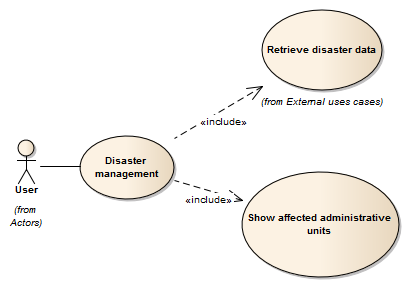 Retrieve disaster data
(from External uses cases)
«include»
User
(from
Actors)
Disaster
management
«include»
Show affected administrative
units